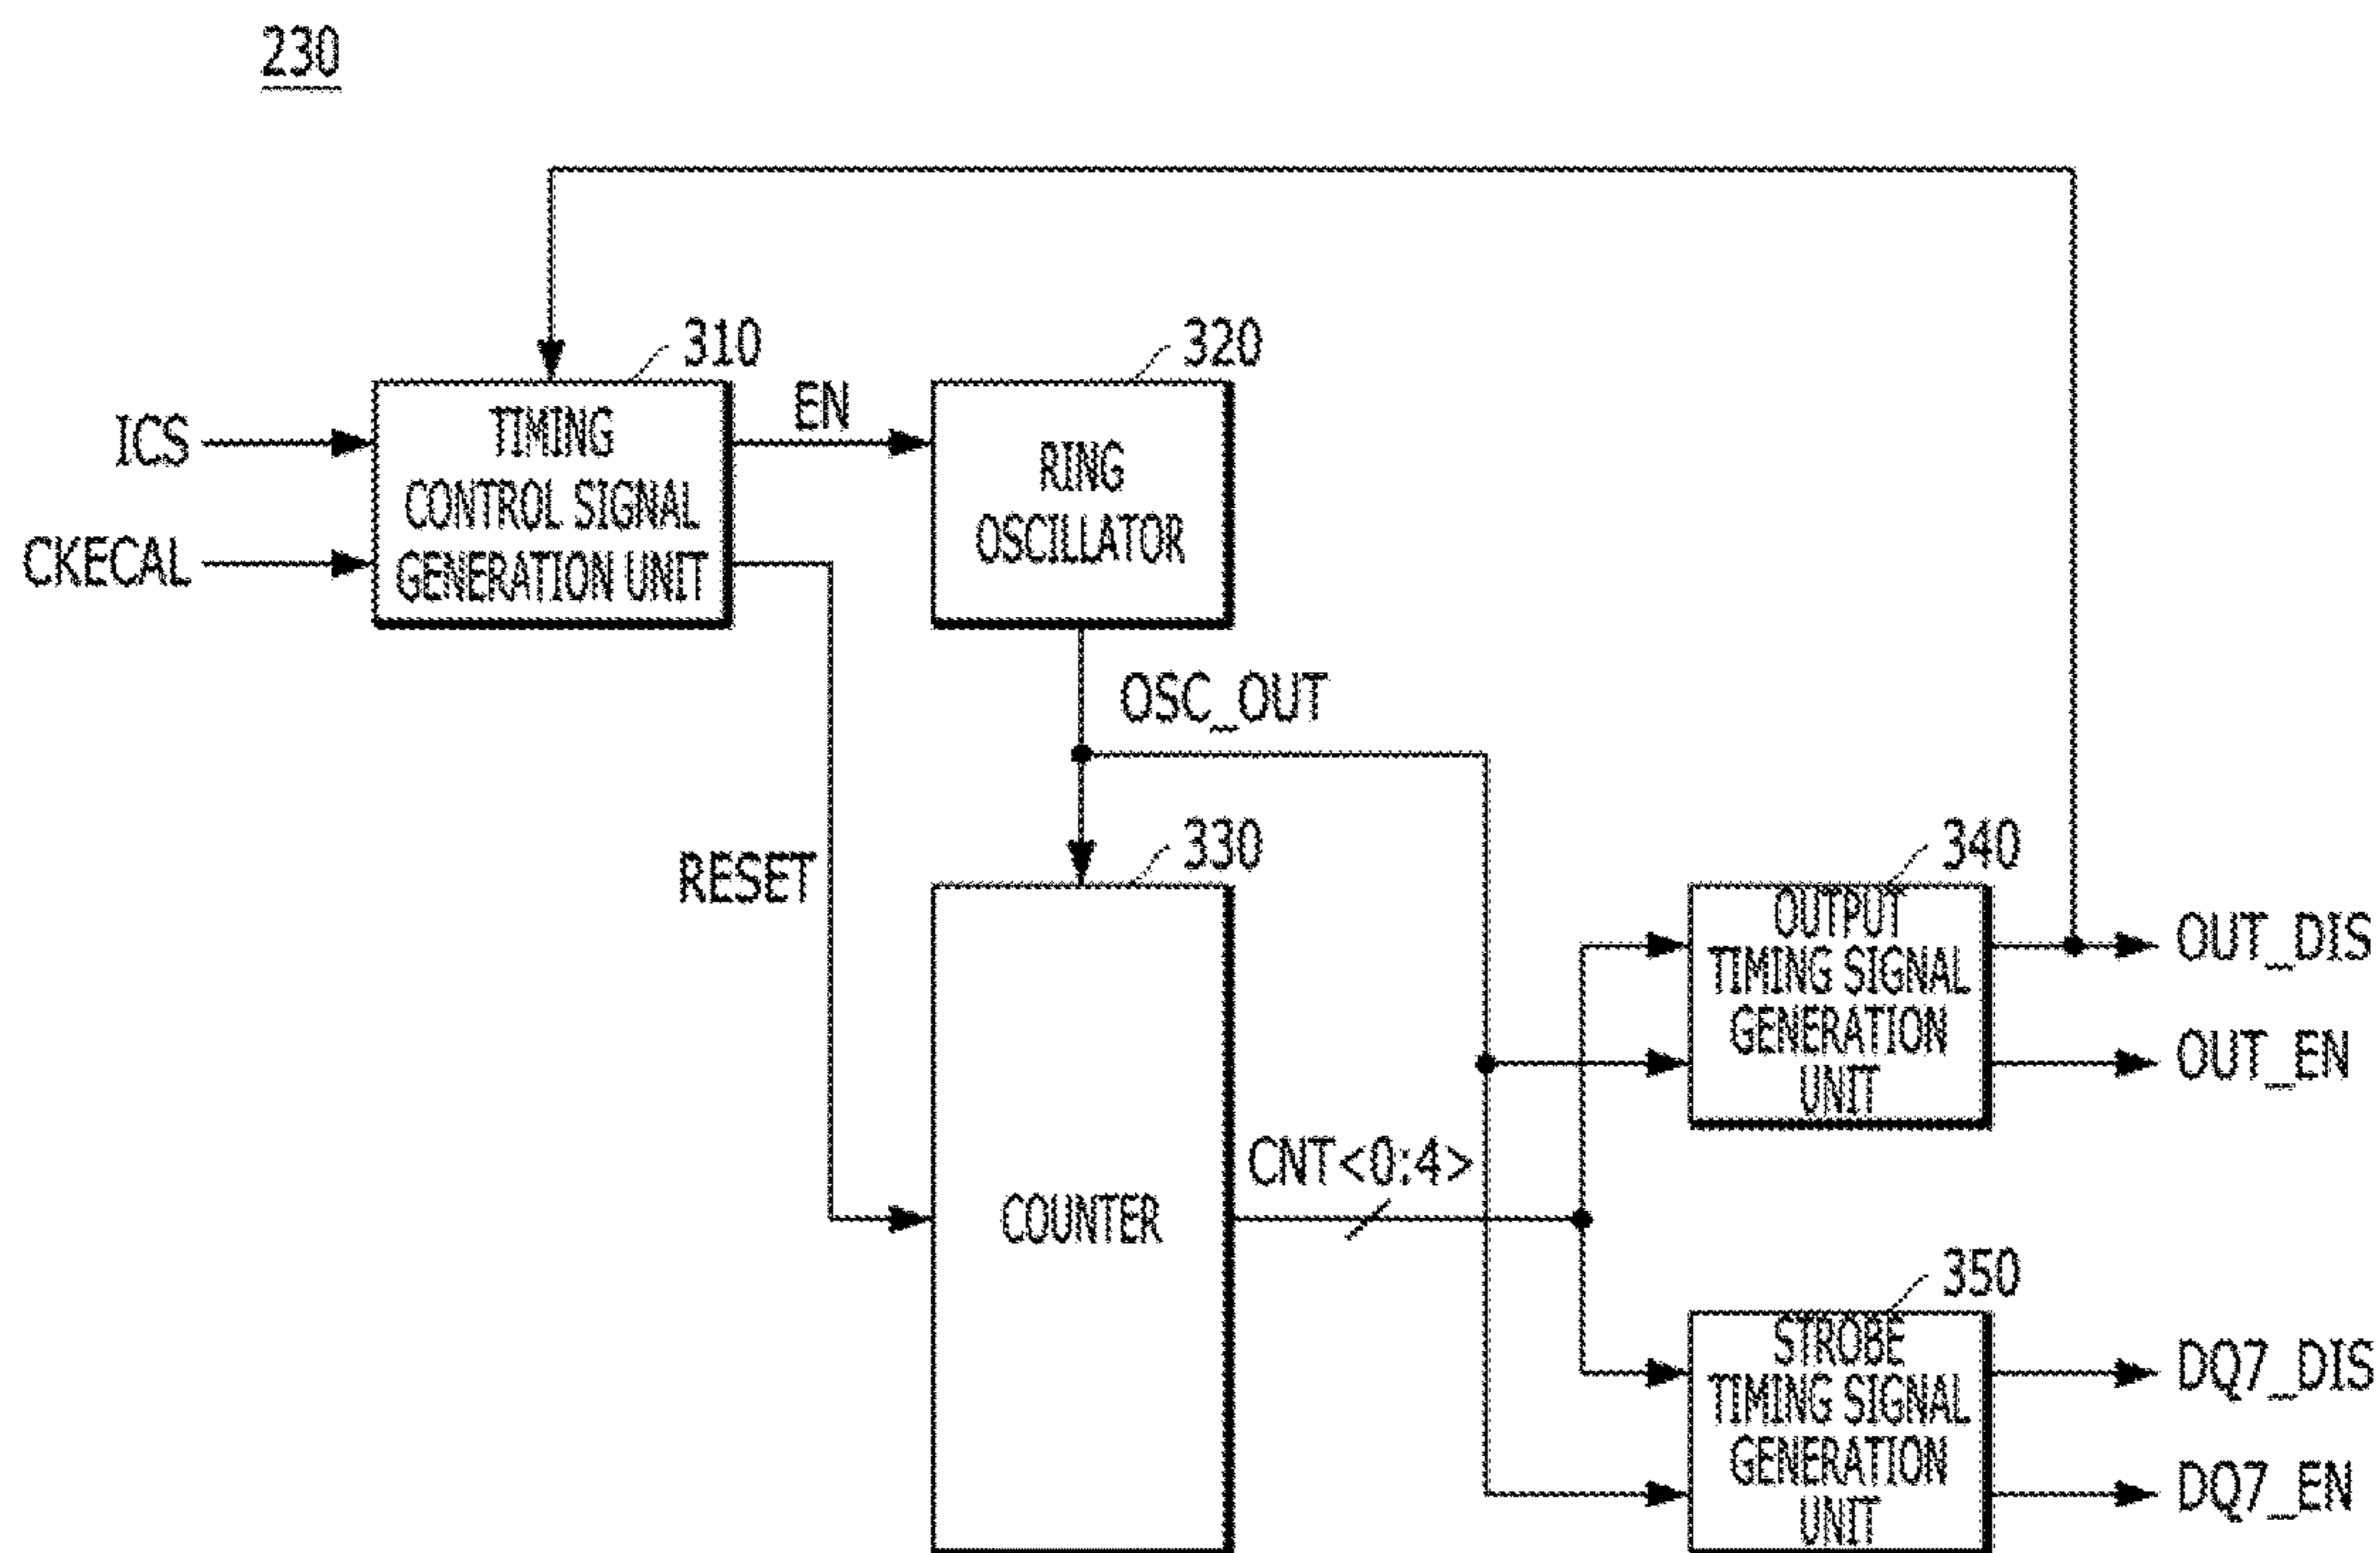 230
310
320
ICS
CKECAL
TIMING
CONTROL SIGNAL
GENERATION UNIT
EN
RING
OSCILLATOR
OSC_OUT
RESET
330
COUNTER
CNT<0:4>
340
OUTPUT
TIMING SIGNAL
GENERATION
UNIT
OUT_DIS
OUT_EN
350
STROBE
TIMING SIGNAL
GENERATION
UNIT
DQ7_DIS
DQ7_EN